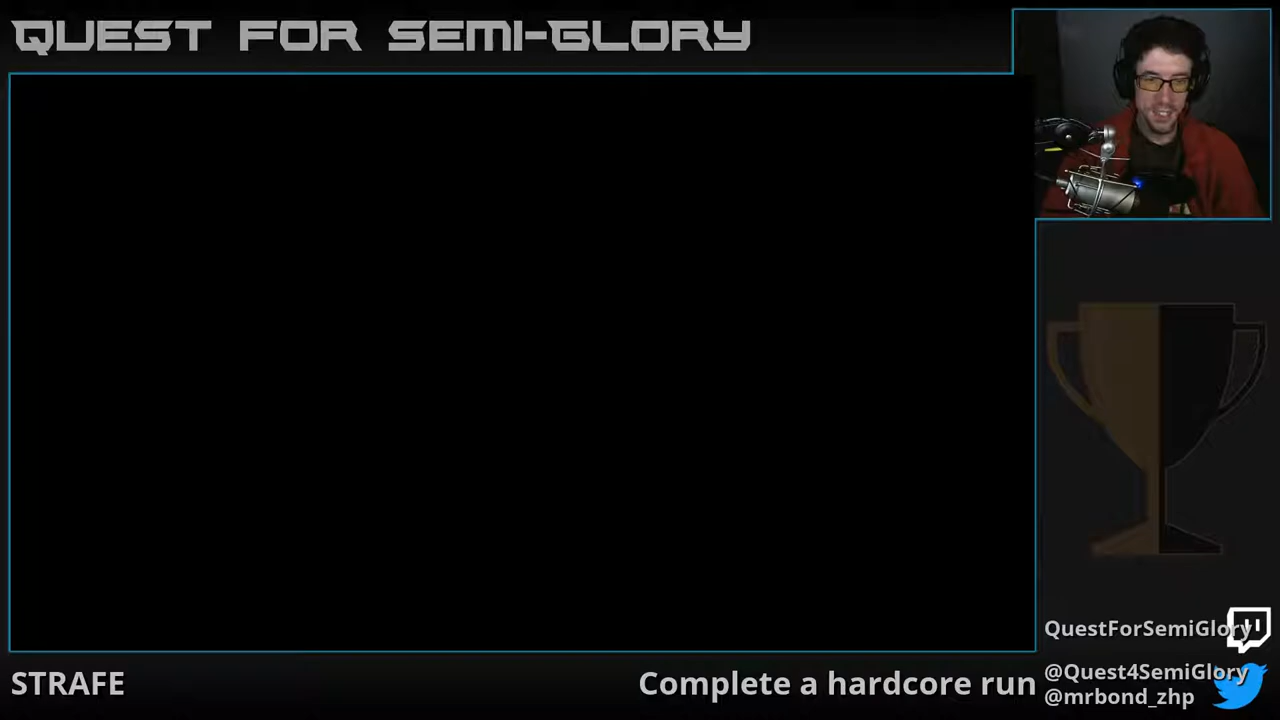 QUEST FOR SEMI-GLORY
QuestForSemiGlory
@Quest4SemiGlory
@mrbond_zhp
STRAFE
Complete a hardcore run